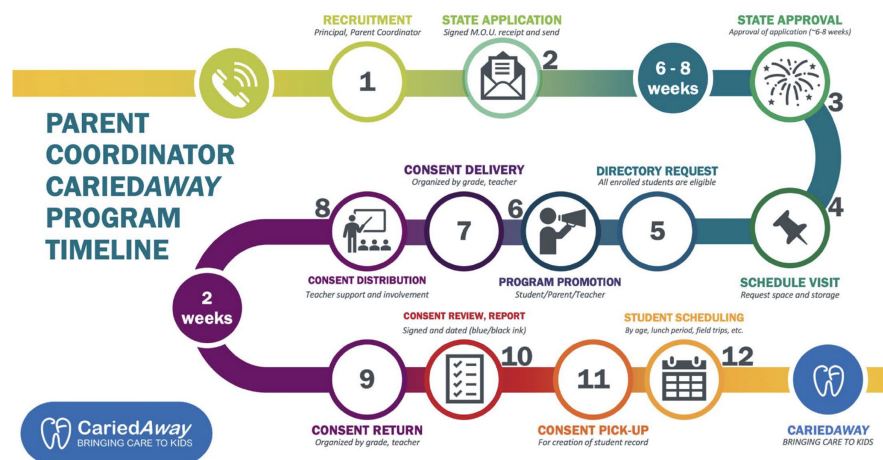 RECRUITMENT
Principal, Parent Coordinator
1
STATE APPLICATION
Signed M.O.U. receipt and send
2
6 - 8
weeks
STATE APPROVAL
Approval of application (~6-8 weeks)
3
PARENT
COORDINATOR
CARIEDAWAY
PROGRAM
TIMELINE
4
SCHEDULE VISIT
Request space and storage
DIRECTORY REQUEST
All enrolled students are eligible
5
6
PROGRAM PROMOTION
Student/Parent/Teacher
CONSENT DELIVERY
Organized by grade, teacher
7
8
CONSENT DISTRIBUTION
Teacher support and involvement
2
weeks
9
CONSENT RETURN
Organized by grade, teacher
CONSENT REVIEW, REPORT
Signed and dated (blue/black ink)
10
11
CONSENT PICK-UP
For creation of student record
STUDENT SCHEDULING
By age, lunch period, field trips, etc.
12
CARIEDAWAY
BRINGING CARE TO KIDS
CariedAway
BRINGING CARE TO KIDS